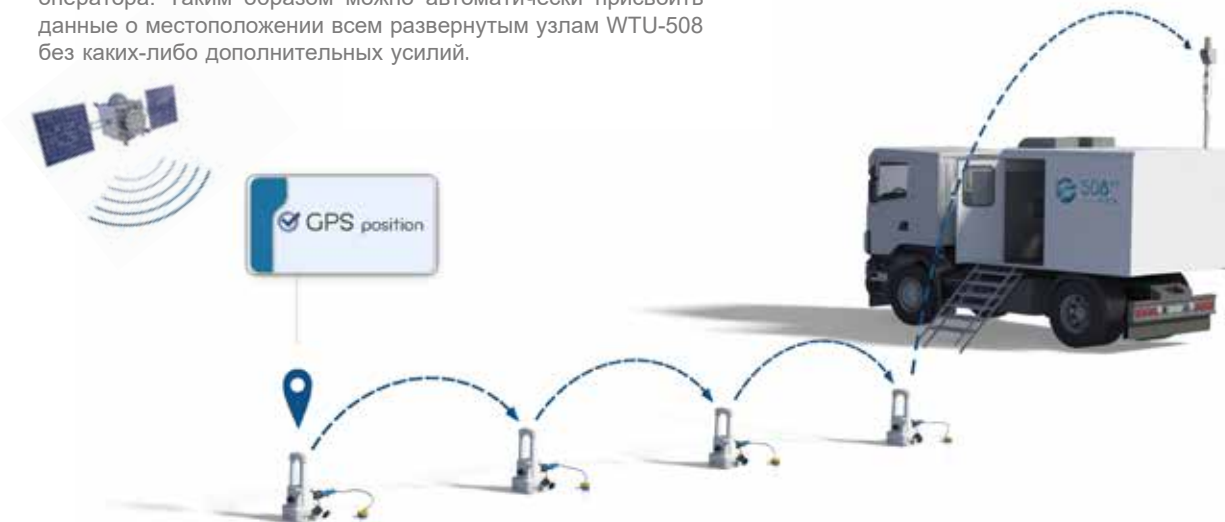 оператора. Таким образом можно автоматически присвоить
данные о местоположении всем развернутым узлам WTU-508
без каких-либо дополнительных усилий.
GPS position
508